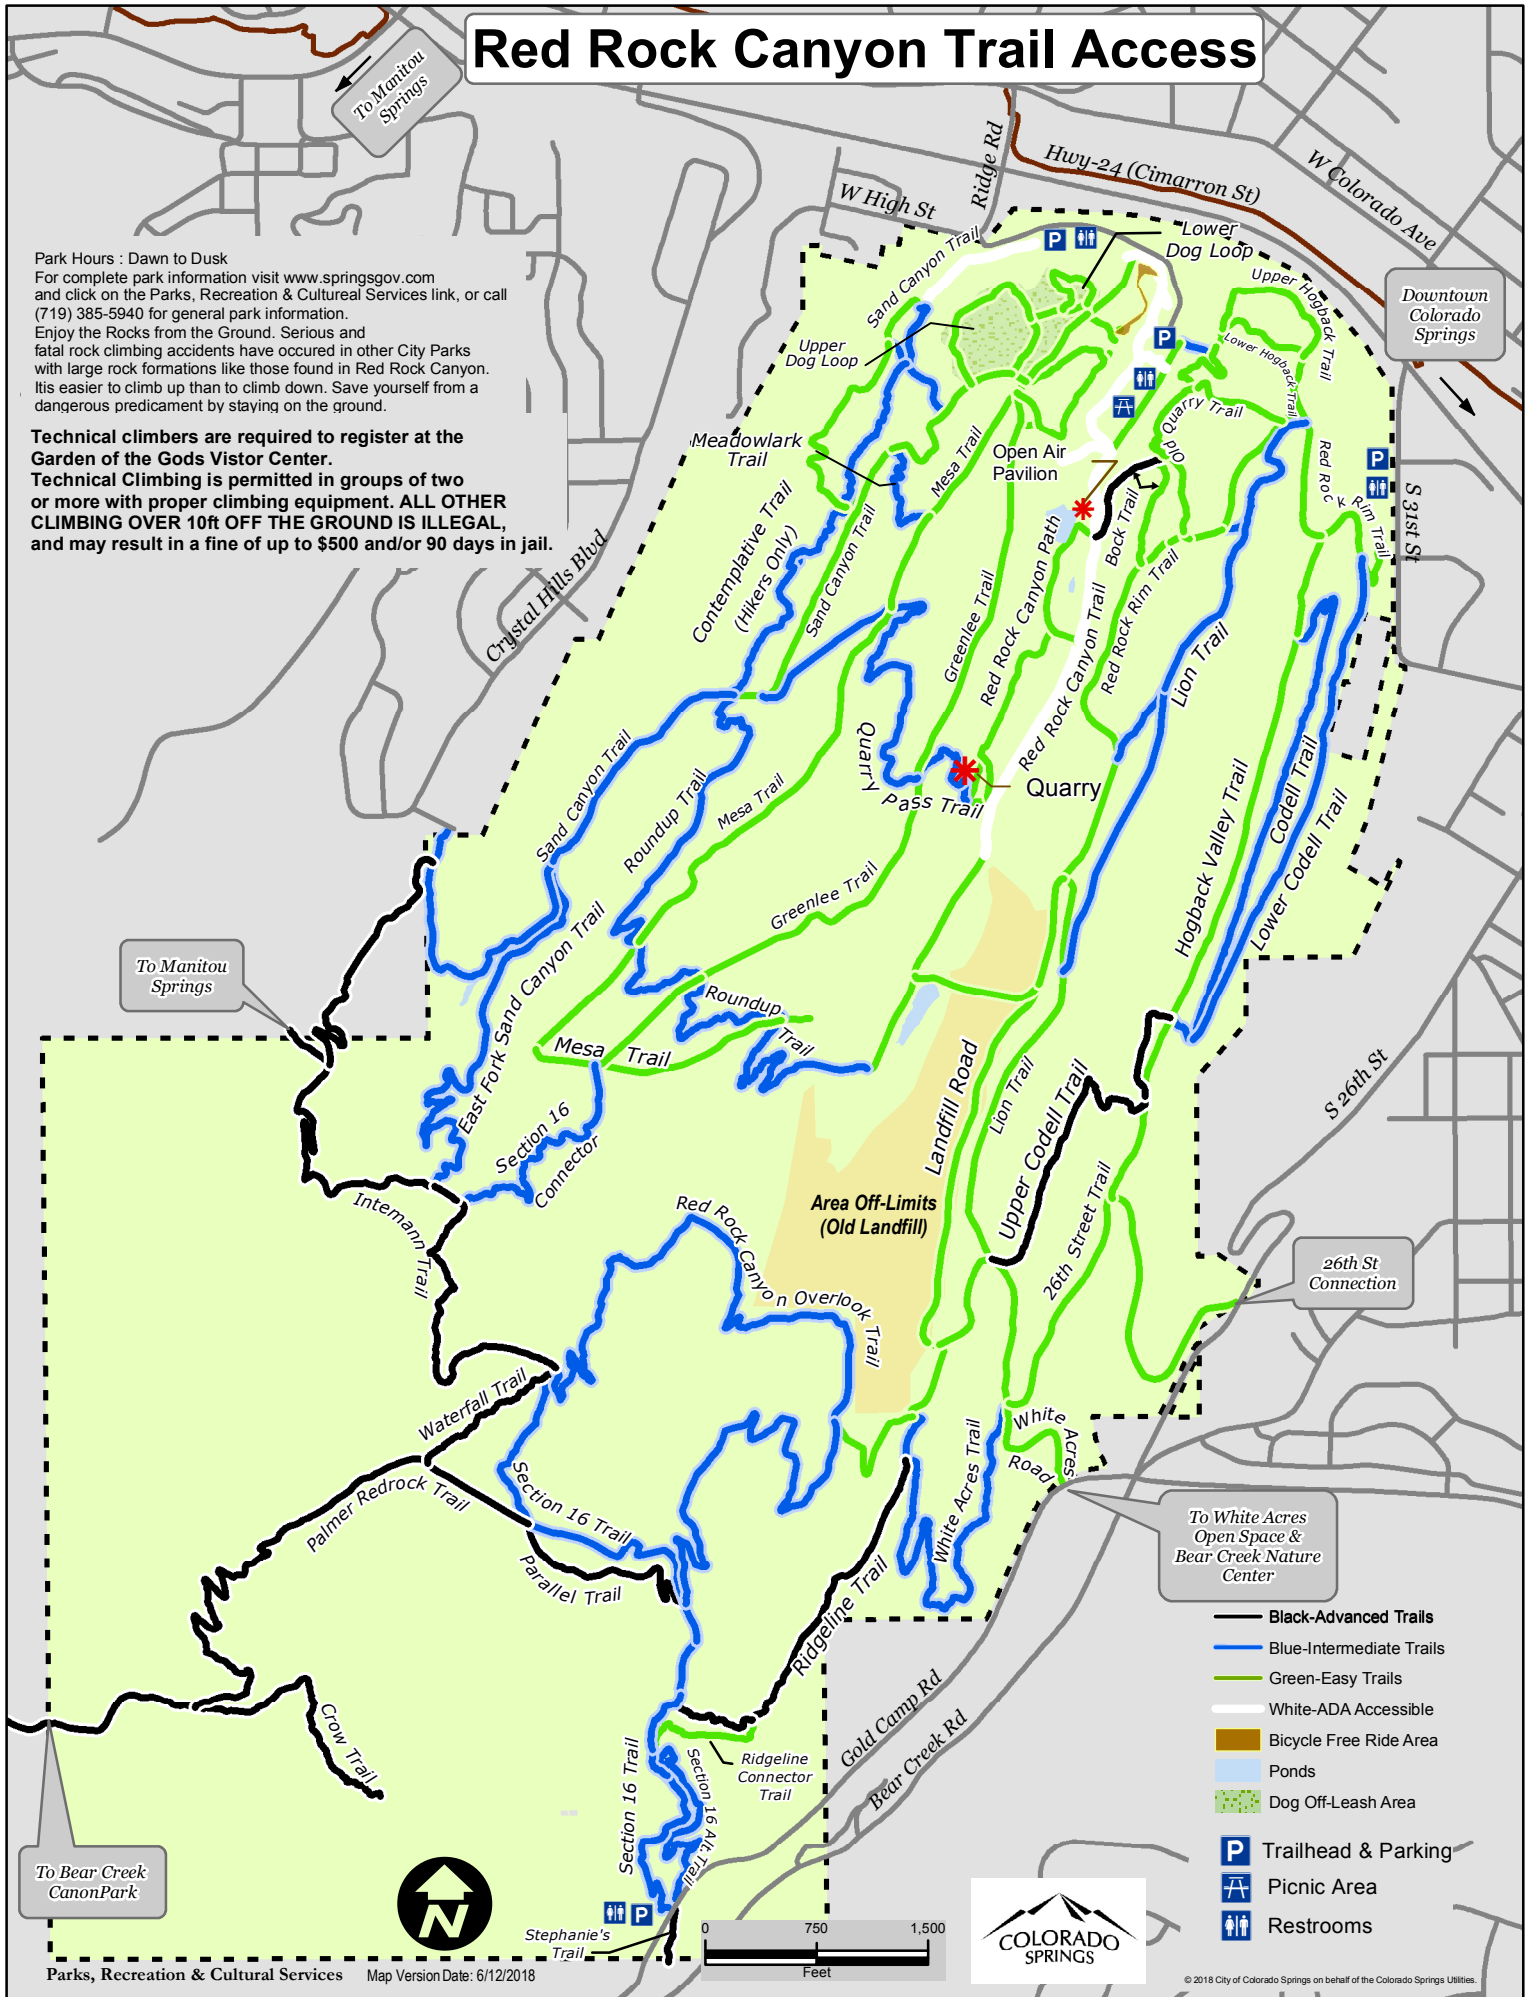 Red Rock Canyon Trail Access
To Manitou
Springs
Ridge Rd
Hwy-24 (Cimarron St)
W Colorado Ave
W High St
Park Hours : Dawn to Dusk
For complete park information visit www.springsgov.com
and click on the Parks, Recreation & Cultureal Services link, or call
(719) 385-5940 for general park information.
Enjoy the Rocks from the Ground. Serious and
fatal rock climbing accidents have occured in other City Parks
with large rock formations like those found in Red Rock Canyon.
Itis easier to climb up than to climb down. Save yourself from a
dangerous predicament by staying on the ground.
Technical climbers are required to register at the
Garden of the Gods Vistor Center.
Technical Climbing is permitted in groups of two
or more with proper climbing equipment. ALL OTHER
CLIMBING OVER 10ft OFF THE GROUND IS ILLEGAL,
and may result in a fine of up to $500 and/or 90 days in jail.
Sand Canyon Trail
P
Lower
Dog Loop
Upper Hogback Trail
Downtown
Colorado
Springs
Upper
Dog Loop
P
Lower Hogback Trail
Meadowlark
Trail
Mesa Trail
Open Air
Pavilion
Old Quarry Trail
Red Rock Rim Trail
P
S 31st St
Contemplative Trail
(Hikers Only)
Sand Canyon Trail
Bock Trail
Crystal Hills Blvd
Greenlee Trail
Red Rock Canyon Path
Red Rock Canyon Trail
Red Rock Rim Trail
Lion Trail
Quarry Pass Trail
Quarry
Sand Canyon Trail
Roundup Trail
Mesa Trail
Hogback Valley Trail
Codell Trail
Lower Codell Trail
Greenlee Trail
To Manitou
Springs
East Fork Sand Canyon Trail
Roundup Trail
Mesa Trail
Landfill Road
Lion Trail
Upper Codell Trail
S 26th St
Section 16
Connector
Intemann Trail
Area Off-Limits
(Old Landfill)
26th Street Trail
Red Rock Canyon Overlook Trail
26th St
Connection
Waterfall Trail
White Acres Trail
White Acres Road
Palmer Redrock Trail
Section 16 Trail
Parallel Trail
Ridgeline Trail
To White Acres
Open Space &
Bear Creek Nature
Center
Crow Trail
Gold Camp Rd
Bear Creek Rd
Section 16 Trail
Section 16 Alt. Trail
Ridgeline
Connector
Trail
To Bear Creek
CanonPark
N
P
Stephanie's
Trail
0 750 1,500
Feet
COLORADO
SPRINGS
Black-Advanced Trails
Blue-Intermediate Trails
Green-Easy Trails
White-ADA Accessible
Bicycle Free Ride Area
Ponds
Dog Off-Leash Area
P Trailhead & Parking
Picnic Area
Restrooms
Parks, Recreation & Cultural Services Map Version Date: 6/12/2018
© 2018 City of Colorado Springs on behalf of the Colorado Springs Utilities.